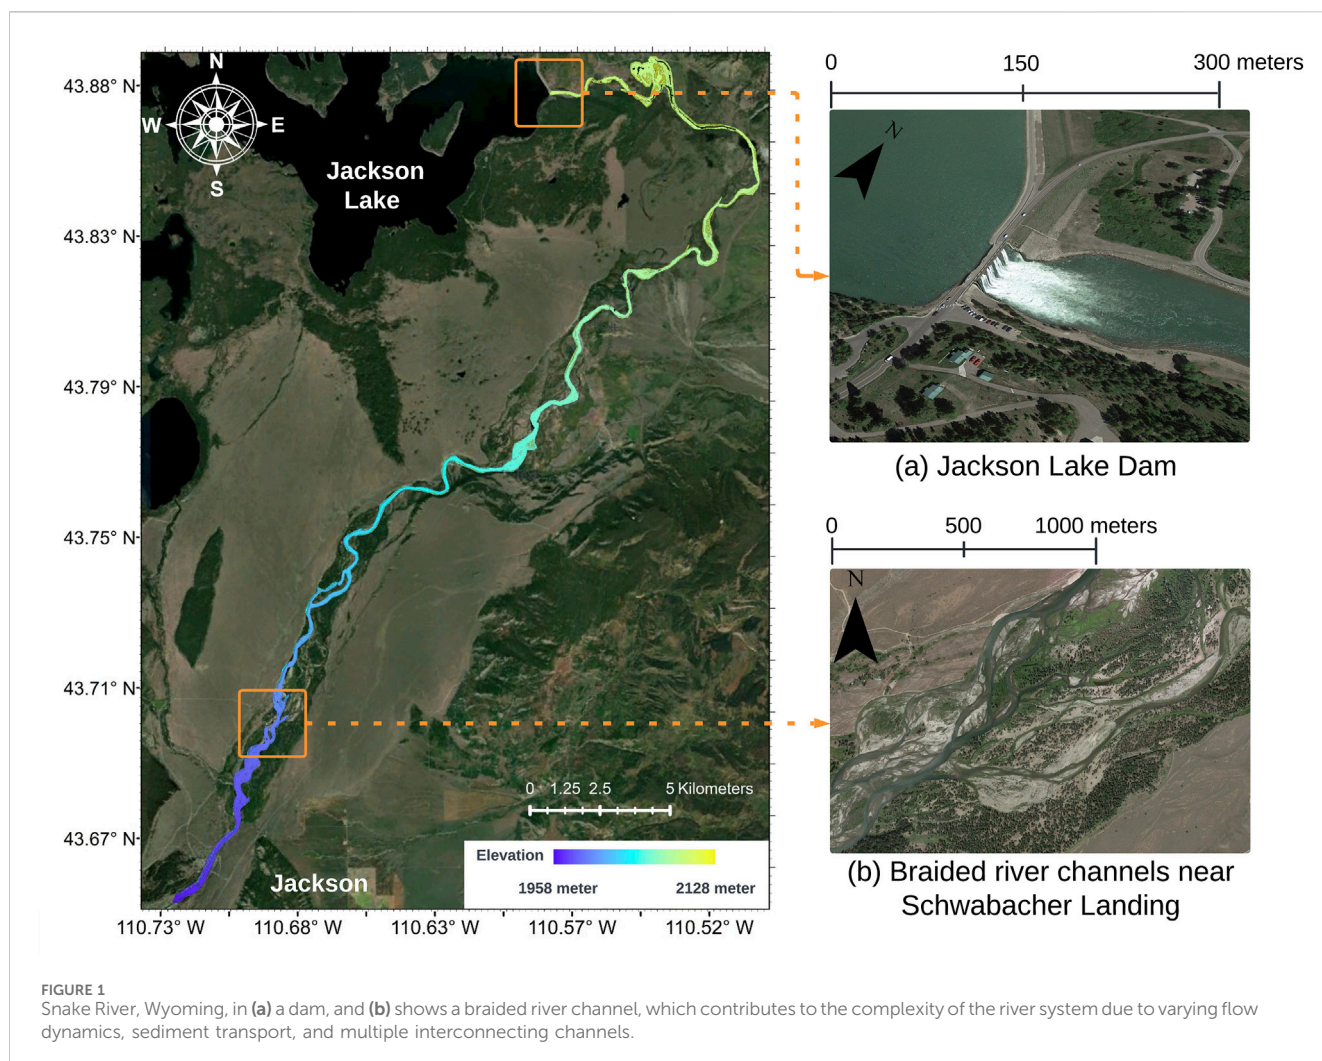 N
W E
S
Jackson
Lake
Jackson
43.88° N
43.83° N
43.79° N
43.75° N
43.71° N
43.67° N
110.73° W 110.68° W 110.63° W 110.57° W 110.52° W
0 1.25 2.5 5 Kilometers
Elevation
1958 meter 2128 meter
0 150 300 meters
N
(a) Jackson Lake Dam
0 500 1000 meters
N
(b) Braided river channels near
Schwabacher Landing
FIGURE 1
Snake River, Wyoming, in (a) a dam, and (b) shows a braided river channel, which contributes to the complexity of the river system due to varying flow
dynamics, sediment transport, and multiple interconnecting channels.